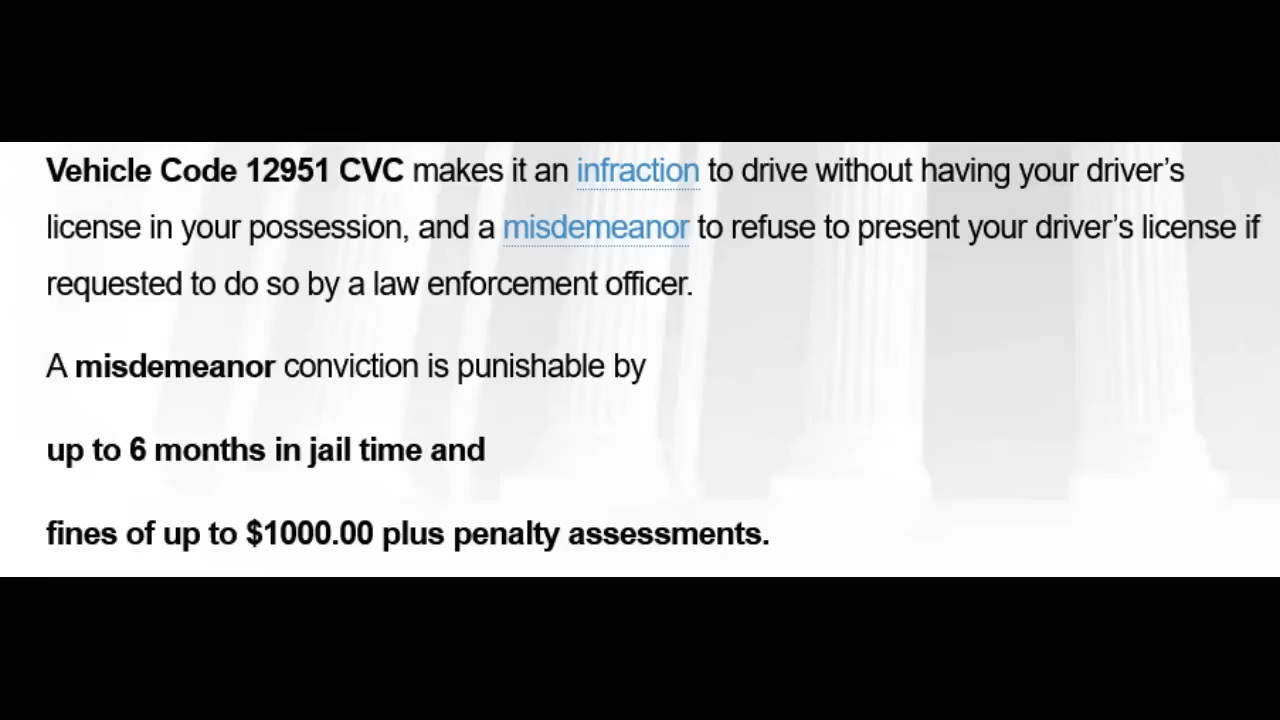 Vehicle Code 12951 CVC makes it an infraction to drive without having your driver’s
license in your possession, and a misdemeanor to refuse to present your driver’s license if
requested to do so by a law enforcement officer.
A misdemeanor conviction is punishable by
up to 6 months in jail time and
fines of up to $1000.00 plus penalty assessments.